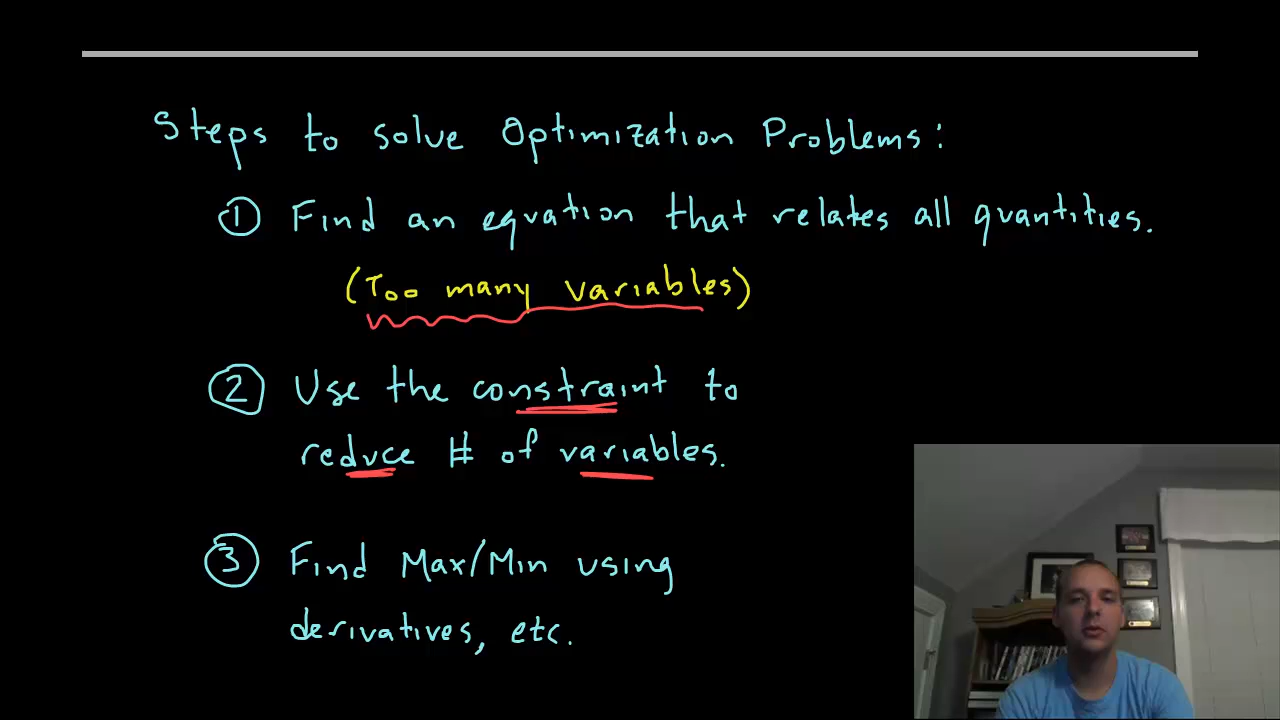 Steps to solve Optimization Problems:
① Find an equation that relates all quantities.
(Too many variables)
② Use the constraint to
reduce # of variables.
③ Find Max/Min using
derivatives, etc.